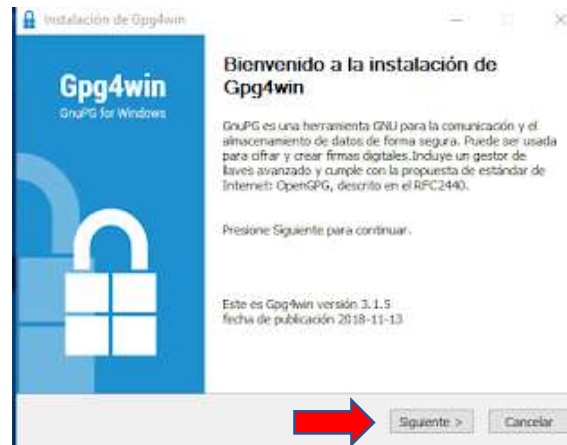 Instalación de Gpg4win
Gpg4win
GnuPG for Windows
Bienvenido a la instalación de
Gpg4win
GnuPG es una herramienta GNU para la comunicación y el
almacenamiento de datos de forma segura. Puede ser usada
para cifrar y crear firmas digitales.Incluye un gestor de
llaves avanzado y cumple con la propuesta de estándar de
Internet: OpenGPG, descrito en el RFC2440.
Presione Siguiente para continuar.
Este es Gpg4win versión 3.1.5
fecha de publicación 2018-11-13
Siguiente >
Cancelar